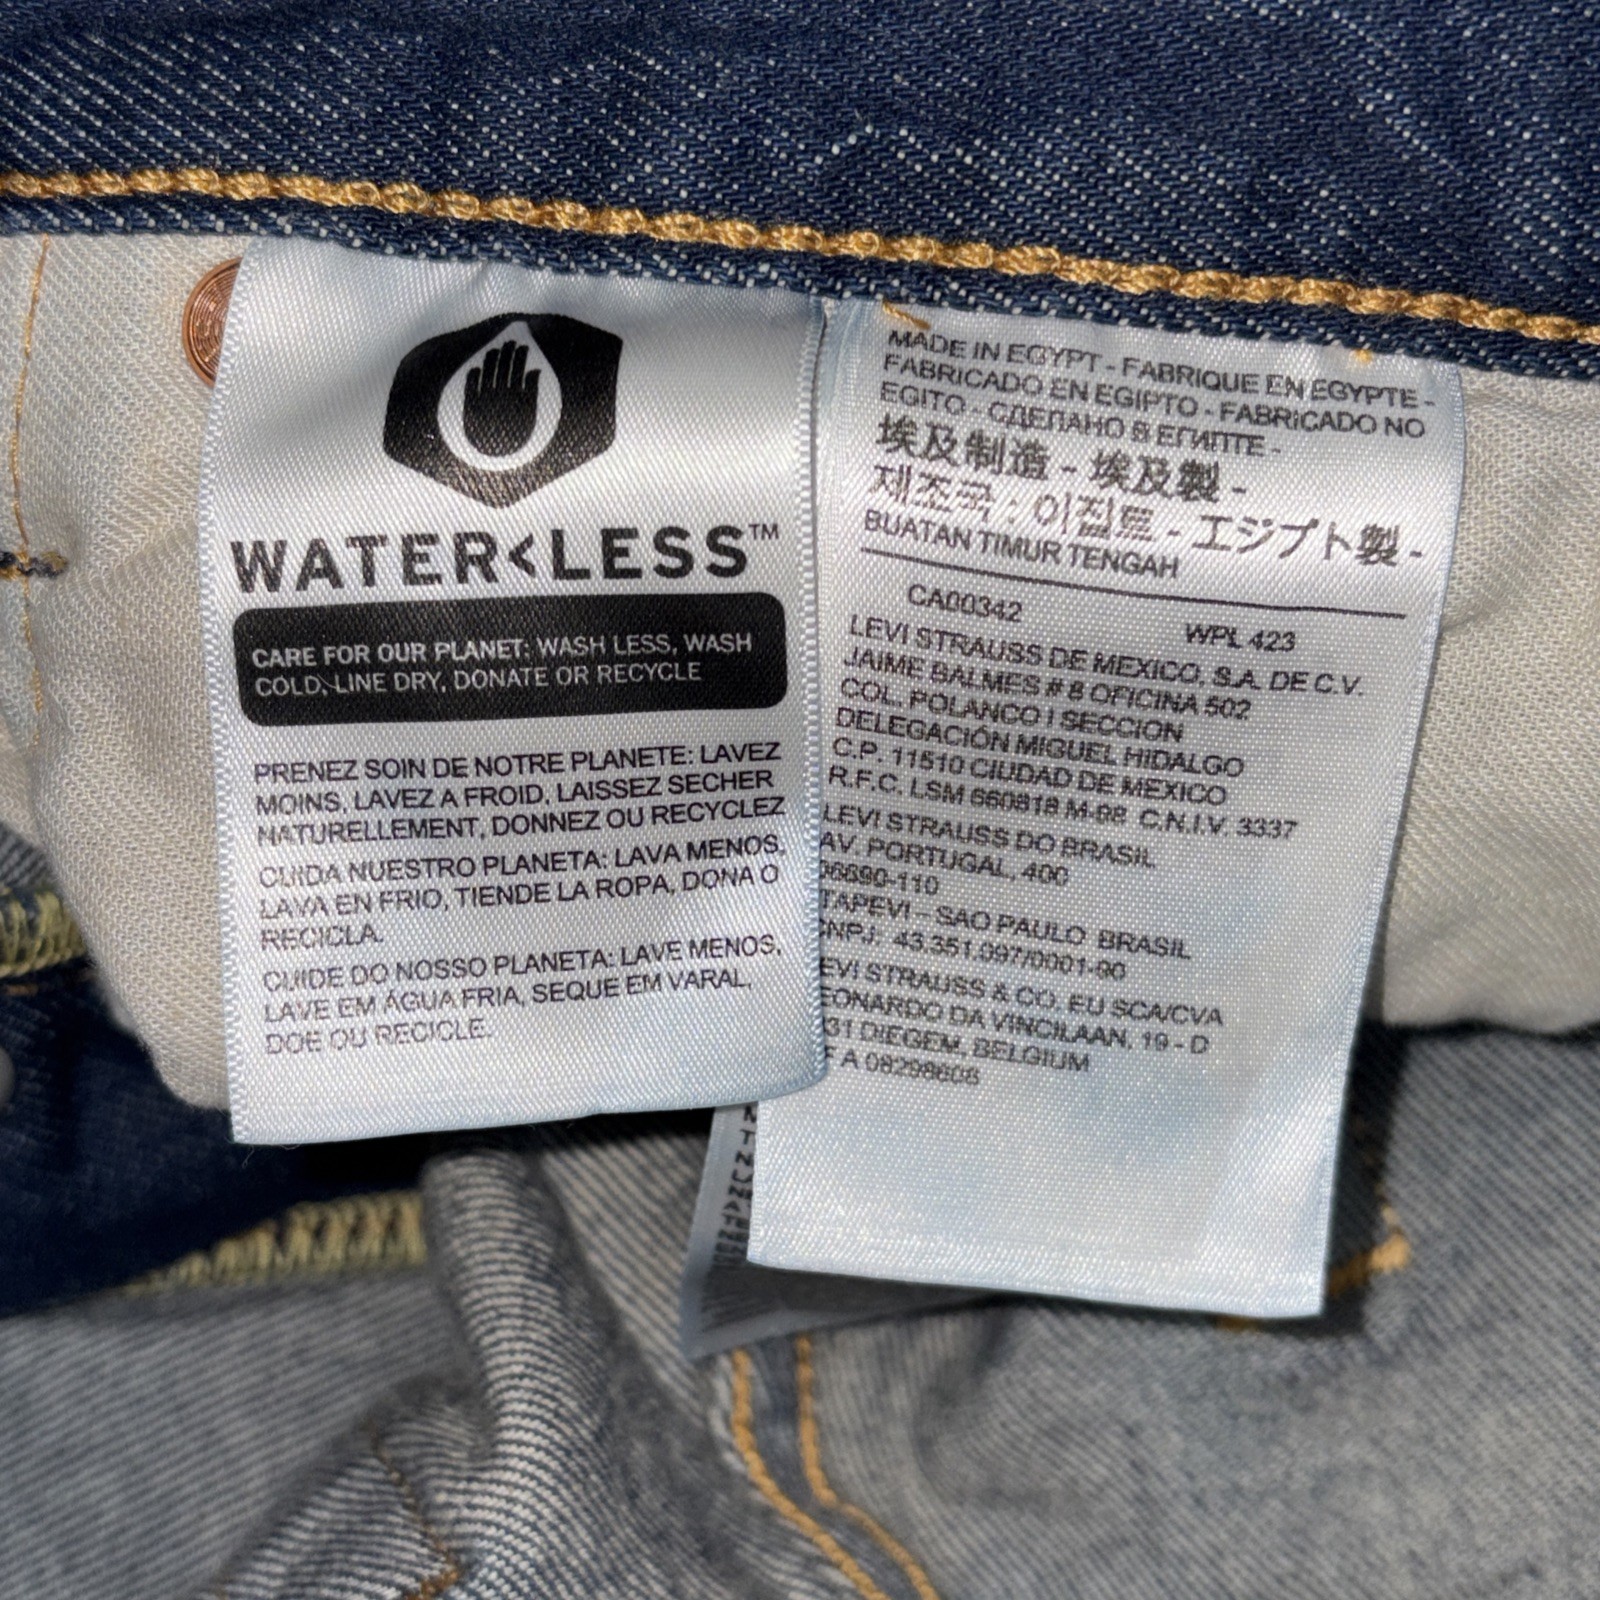 WATER<LESS™
CARE FOR OUR PLANET: WASH LESS, WASH
COLD, LINE DRY, DONATE OR RECYCLE
PRENEZ SOIN DE NOTRE PLANETE: LAVEZ
MOINS, LAVEZ A FROID, LAISSEZ SECHER
NATURELLEMENT, DONNEZ OU RECYCLEZ
CUIDA NUESTRO PLANETA: LAVA MENOS,
LAVA EN FRIO, TIENDE LA ROPA, DONA O
RECICLA.
CUIDE DO NOSSO PLANETA: LAVE MENOS,
LAVE EM ÁGUA FRIA, SEQUE EM VARAL,
DOE OU RECICLE.
MADE IN EGYPT - FABRIQUE EN EGYPTE -
FABRICADO EN EGIPTO - FABRICADO NO
EGITO - СДЕЛАНО В ЕГИПТЕ -
埃及制造 - 埃及製 -
제조국 : 이집트 - エジプト製 -
BUATAN TIMUR TENGAH
CA00342 WPL 423
LEVI STRAUSS DE MEXICO, S.A. DE C.V.
JAIME BALMES # 8 OFICINA 502
COL. POLANCO I SECCION
DELEGACIÓN MIGUEL HIDALGO
C.P. 11510 CIUDAD DE MEXICO
R.F.C. LSM 660818 M-98 C.N.I.V. 3337
LEVI STRAUSS DO BRASIL
AV. PORTUGAL, 400
06690-110
TAPEVI – SAO PAULO BRASIL
CNPJ: 43.351.097/0001-90
EVI STRAUSS & CO. EU SCA/CVA
EONARDO DA VINCILAAN, 19 - D
31 DIEGEM, BELGIUM
F A 08298608